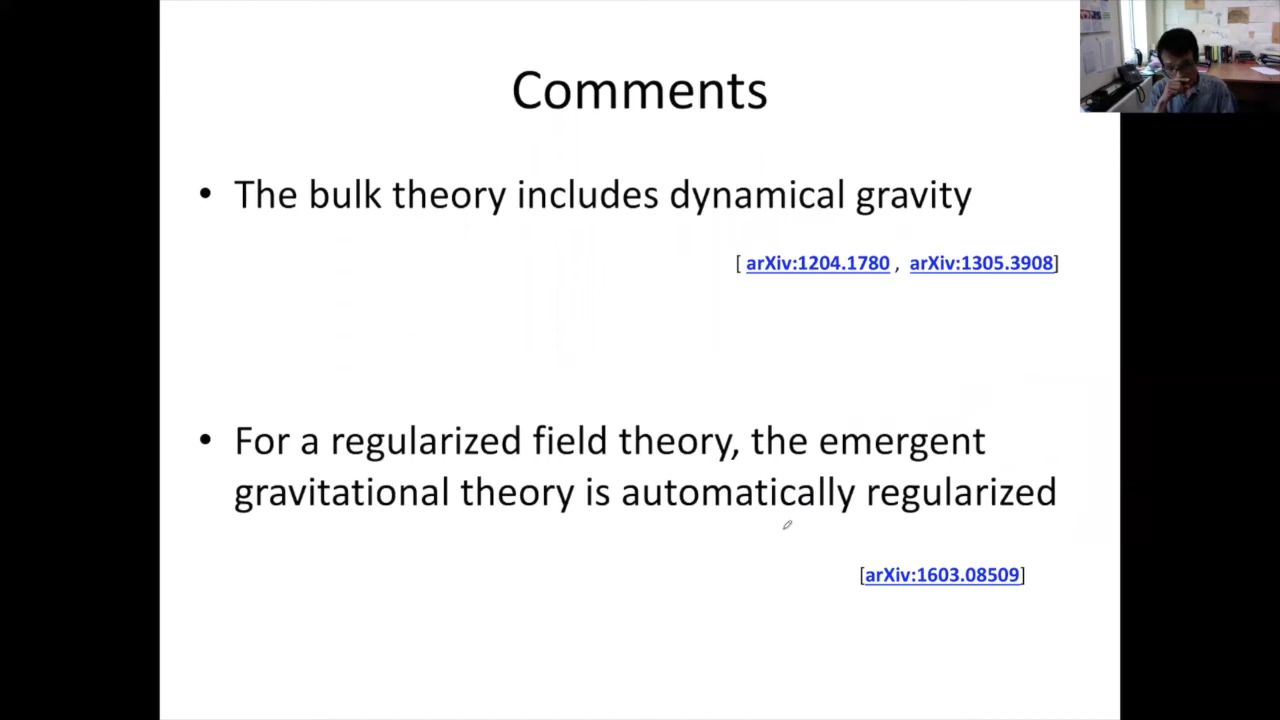 Comments
• The bulk theory includes dynamical gravity
[ arXiv:1204.1780 , arXiv:1305.3908]
• For a regularized field theory, the emergent
gravitational theory is automatically regularized
[arXiv:1603.08509]